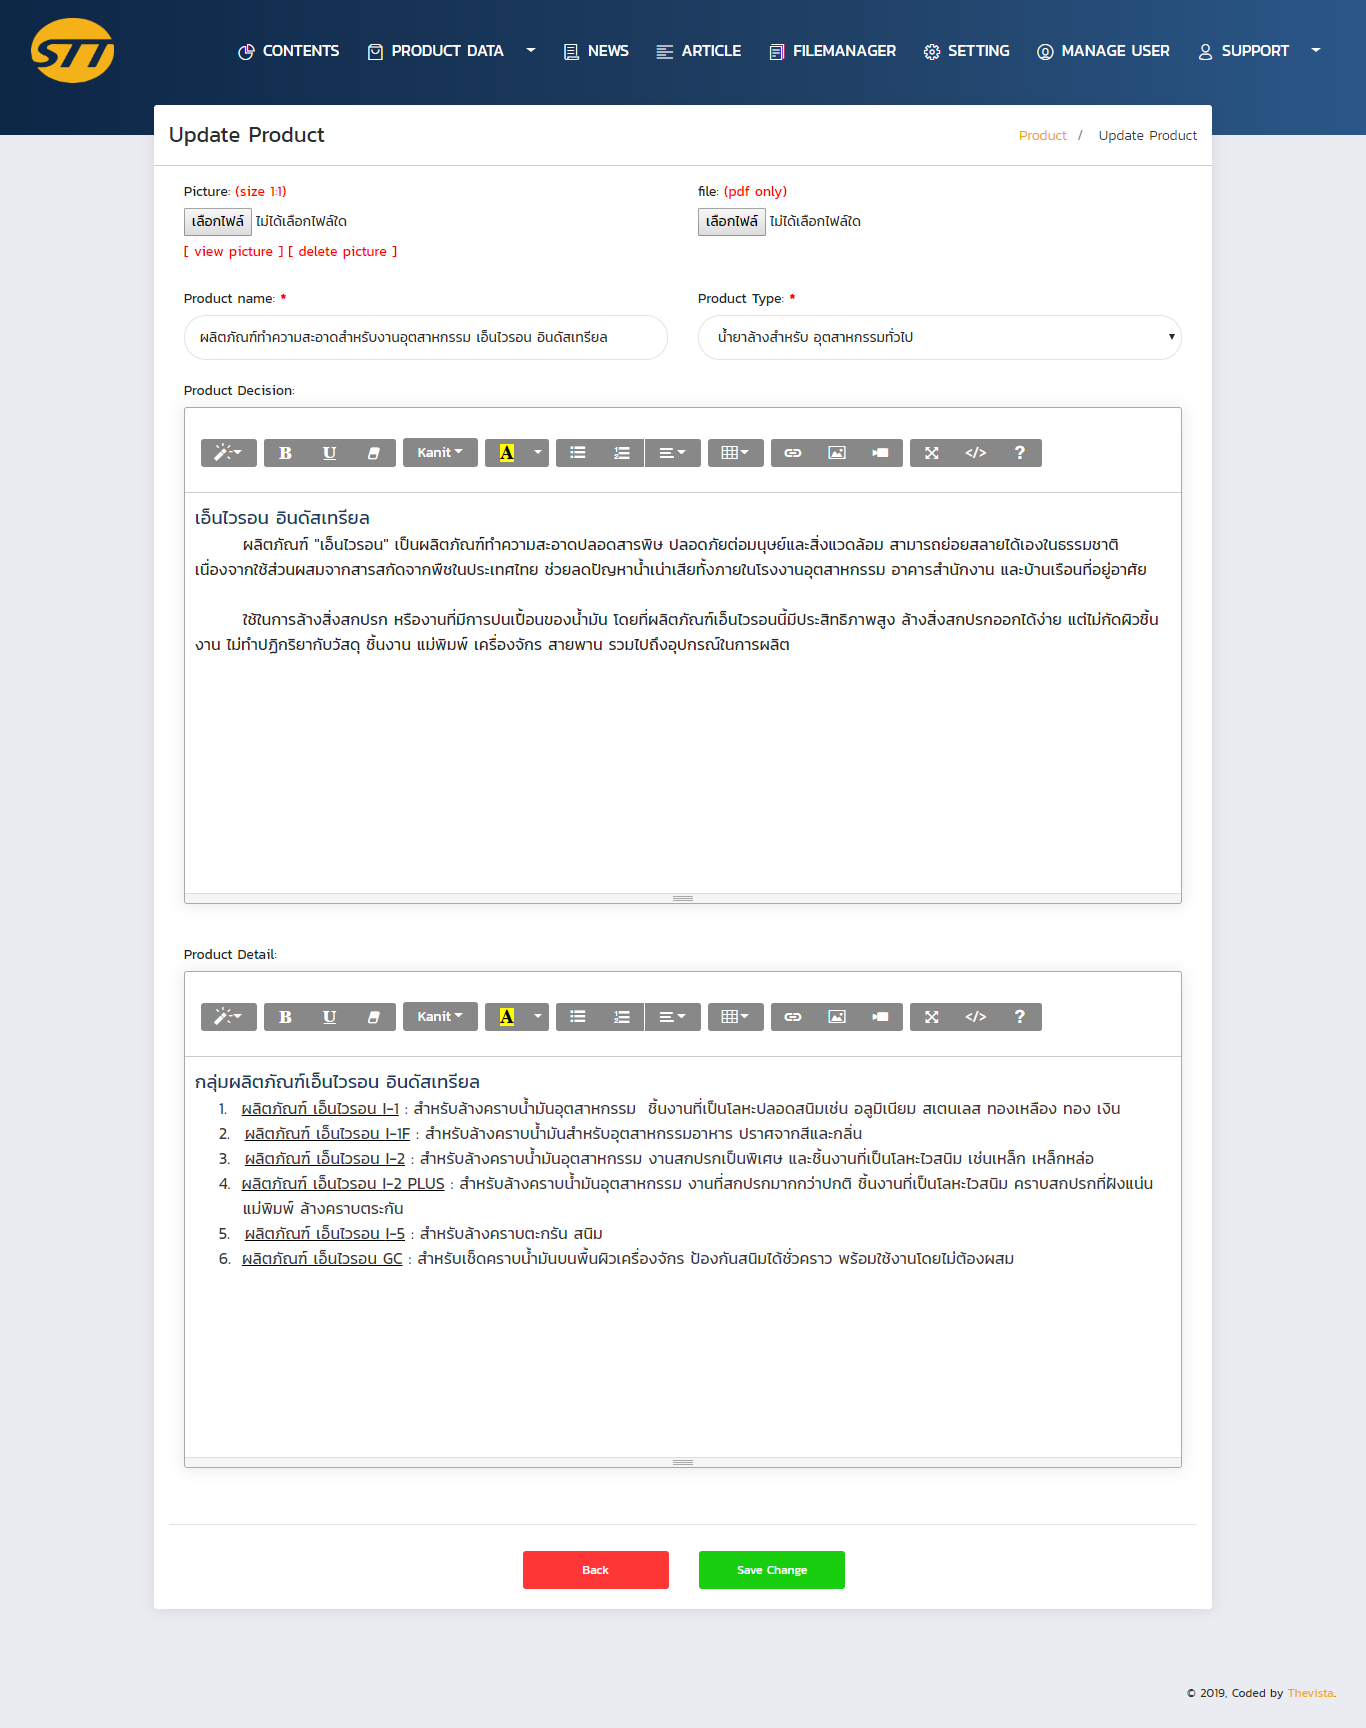 STI
CONTENTS
PRODUCT DATA
NEWS
ARTICLE
FILEMANAGER
SETTING
MANAGE USER
SUPPORT
Update Product
Product / Update Product
Picture: (size 1:1)
file: (pdf only)
เลือกไฟล์ ไม่ได้เลือกไฟล์ใด
เลือกไฟล์ ไม่ได้เลือกไฟล์ใด
[ view picture ] [ delete picture ]
Product name: *
Product Type: *
ผลิตภัณฑ์ทำความสะอาดสำหรับงานอุตสาหกรรม เอ็นไวรอน อินดัสเทรียล
น้ำยาล้างสำหรับ อุตสาหกรรมทั่วไป
Product Decision:
B U Kanit A </> ?
เอ็นไวรอน อินดัสเทรียล
ผลิตภัณฑ์ "เอ็นไวรอน" เป็นผลิตภัณฑ์ทำความสะอาดปลอดสารพิษ ปลอดภัยต่อมนุษย์และสิ่งแวดล้อม สามารถย่อยสลายได้เองในธรรมชาติ
เนื่องจากใช้ส่วนผสมจากสารสกัดจากพืชในประเทศไทย ช่วยลดปัญหาน้ำเน่าเสียทั้งภายในโรงงานอุตสาหกรรม อาคารสำนักงาน และบ้านเรือนที่อยู่อาศัย
ใช้ในการล้างสิ่งสกปรก หรืองานที่มีการปนเปื้อนของน้ำมัน โดยที่ผลิตภัณฑ์เอ็นไวรอนนี้มีประสิทธิภาพสูง ล้างสิ่งสกปรกออกได้ง่าย แต่ไม่กัดผิวชิ้น
งาน ไม่ทำปฏิกริยากับวัสดุ ชิ้นงาน แม่พิมพ์ เครื่องจักร สายพาน รวมไปถึงอุปกรณ์ในการผลิต
Product Detail:
B U Kanit A </> ?
กลุ่มผลิตภัณฑ์เอ็นไวรอน อินดัสเทรียล
1. ผลิตภัณฑ์ เอ็นไวรอน I-1 : สำหรับล้างคราบน้ำมันอุตสาหกรรม ชิ้นงานที่เป็นโลหะปลอดสนิมเช่น อลูมิเนียม สเตนเลส ทองเหลือง ทอง เงิน
2. ผลิตภัณฑ์ เอ็นไวรอน I-1F : สำหรับล้างคราบน้ำมันสำหรับอุตสาหกรรมอาหาร ปราศจากสีและกลิ่น
3. ผลิตภัณฑ์ เอ็นไวรอน I-2 : สำหรับล้างคราบน้ำมันอุตสาหกรรม งานสกปรกเป็นพิเศษ และชิ้นงานที่เป็นโลหะไวสนิม เช่นเหล็ก เหล็กหล่อ
4. ผลิตภัณฑ์ เอ็นไวรอน I-2 PLUS : สำหรับล้างคราบน้ำมันอุตสาหกรรม งานที่สกปรกมากกว่าปกติ ชิ้นงานที่เป็นโลหะไวสนิม คราบสกปรกที่ฝังแน่น
แม่พิมพ์ ล้างคราบตระกัน
5. ผลิตภัณฑ์ เอ็นไวรอน I-5 : สำหรับล้างคราบตะกรัน สนิม
6. ผลิตภัณฑ์ เอ็นไวรอน GC : สำหรับเช็ดคราบน้ำมันบนพื้นผิวเครื่องจักร ป้องกันสนิมได้ชั่วคราว พร้อมใช้งานโดยไม่ต้องผสม
Back
Save Change
© 2019, Coded by Thevista.